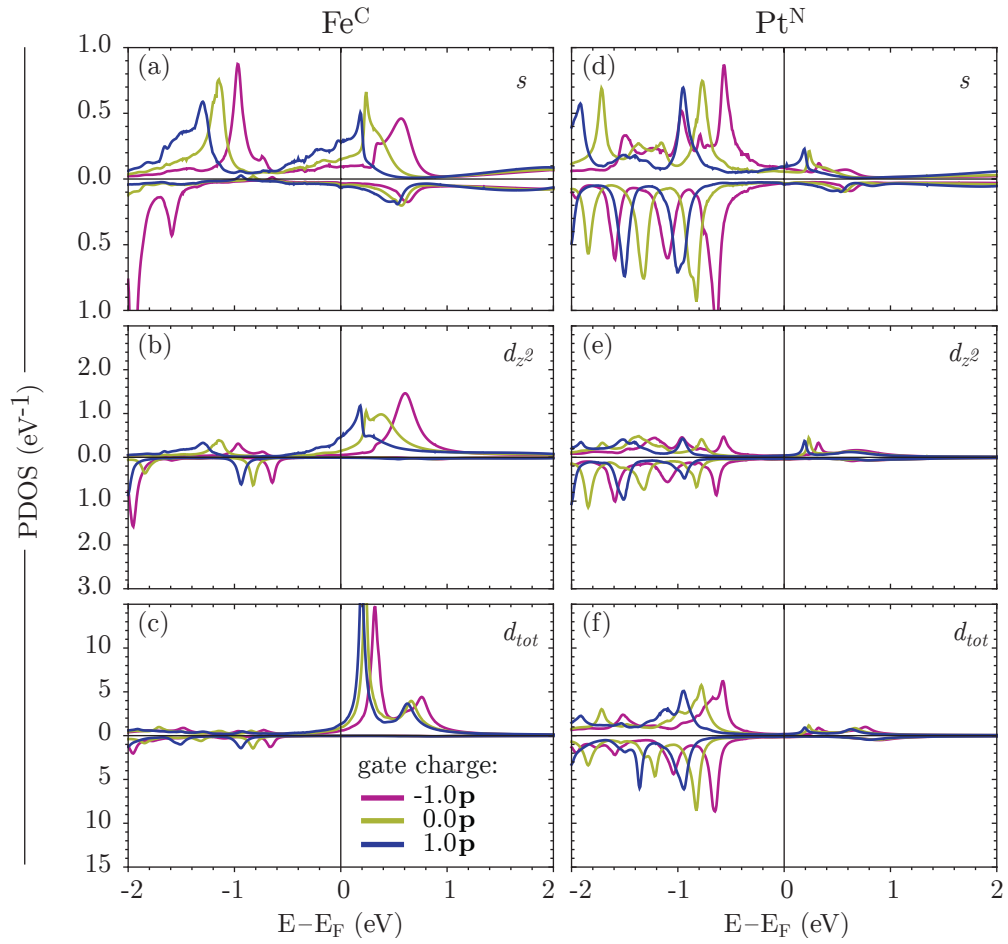 Fe^C
Pt^N
PDOS (eV⁻¹)
(a)
s
1.0
0.5
0.0
0.5
1.0
(d)
s
(b)
d_z²
2.0
1.0
0.0
1.0
2.0
3.0
(e)
d_z²
(c)
d_tot
10
5
0
5
10
15
gate charge:
-1.0p
0.0p
1.0p
(f)
d_tot
-2
-1
0
1
2
-2
-1
0
1
2
E−E_F (eV)
E−E_F (eV)